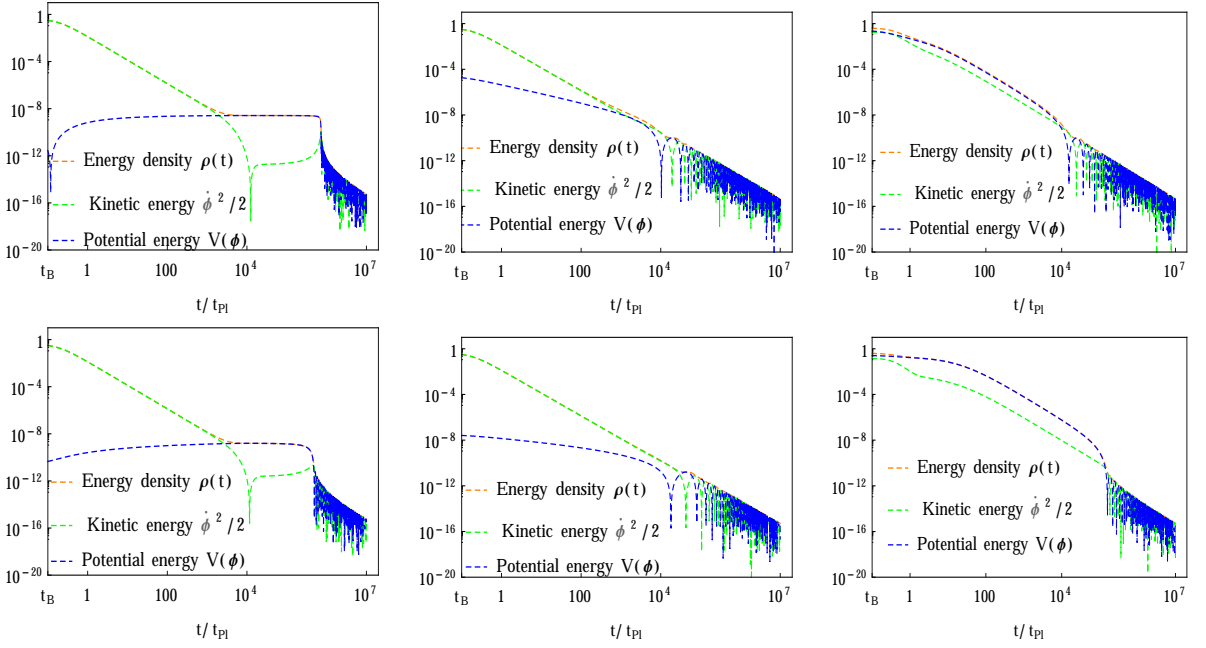 1
10^-4
10^-8
10^-12
10^-16
10^-20
Energy density ρ(t)
Kinetic energy ϕ̇ ²/2
Potential energy V(ϕ)
t_B 1 100 10^4 10^7
t/t_Pl
1
10^-4
10^-8
10^-12
10^-16
10^-20
Energy density ρ(t)
Kinetic energy ϕ̇ ²/2
Potential energy V(ϕ)
t_B 1 100 10^4 10^7
t/t_Pl
1
10^-4
10^-8
10^-12
10^-16
10^-20
Energy density ρ(t)
Kinetic energy ϕ̇ ²/2
Potential energy V(ϕ)
t_B 1 100 10^4 10^7
t/t_Pl
1
10^-4
10^-8
10^-12
10^-16
10^-20
Energy density ρ(t)
Kinetic energy ϕ̇ ²/2
Potential energy V(ϕ)
t_B 1 100 10^4 10^7
t/t_Pl
1
10^-4
10^-8
10^-12
10^-16
10^-20
Energy density ρ(t)
Kinetic energy ϕ̇ ²/2
Potential energy V(ϕ)
t_B 1 100 10^4 10^7
t/t_Pl
1
10^-4
10^-8
10^-12
10^-16
10^-20
Energy density ρ(t)
Kinetic energy ϕ̇ ²/2
Potential energy V(ϕ)
t_B 1 100 10^4 10^7
t/t_Pl